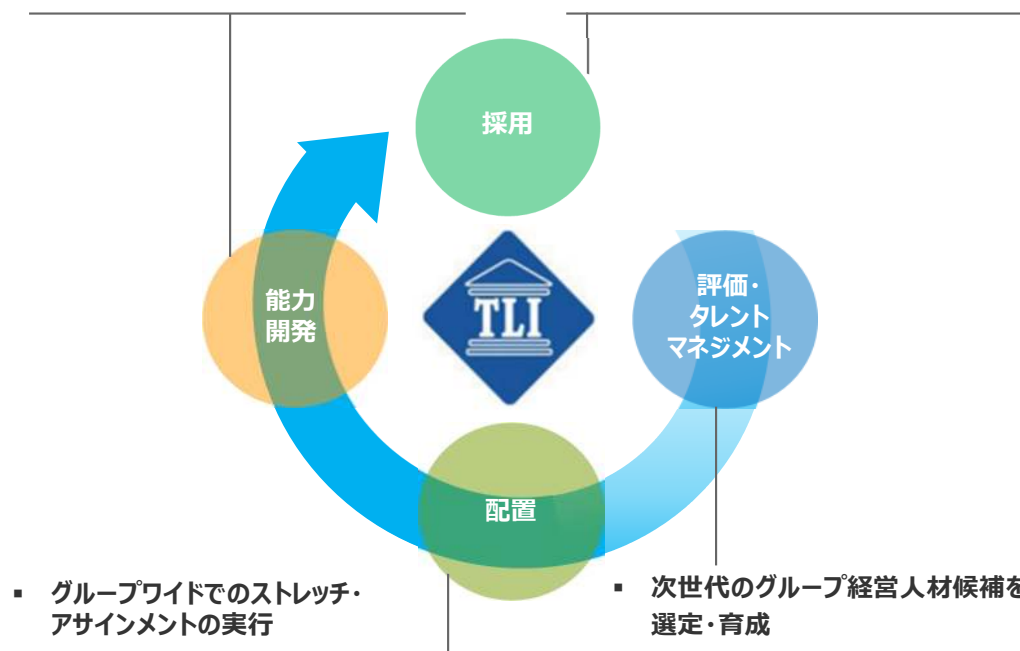 採用
能力
開発
TLI
評価・
タレント
マネジメント
配置
▪ グループワイドでのストレッチ・
アサインメントの実行
▪ 次世代のグループ経営人材候補を
選定・育成